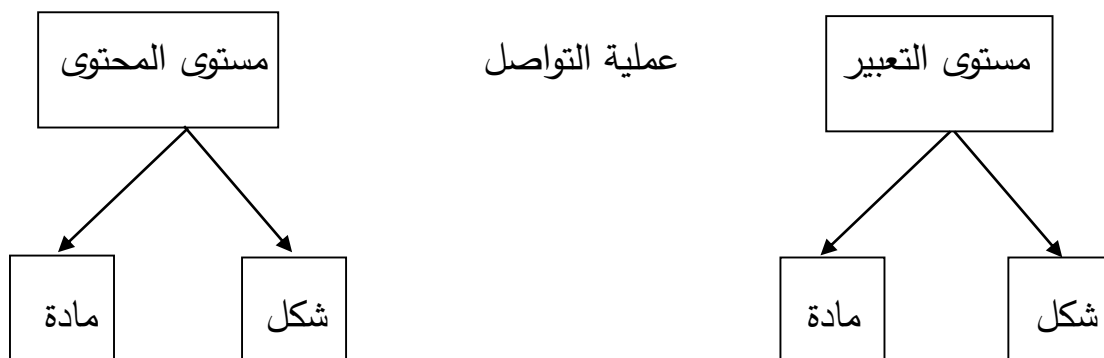 مستوى التعبير
عملية التواصل
مستوى المحتوى
شكل
مادة
شكل
مادة